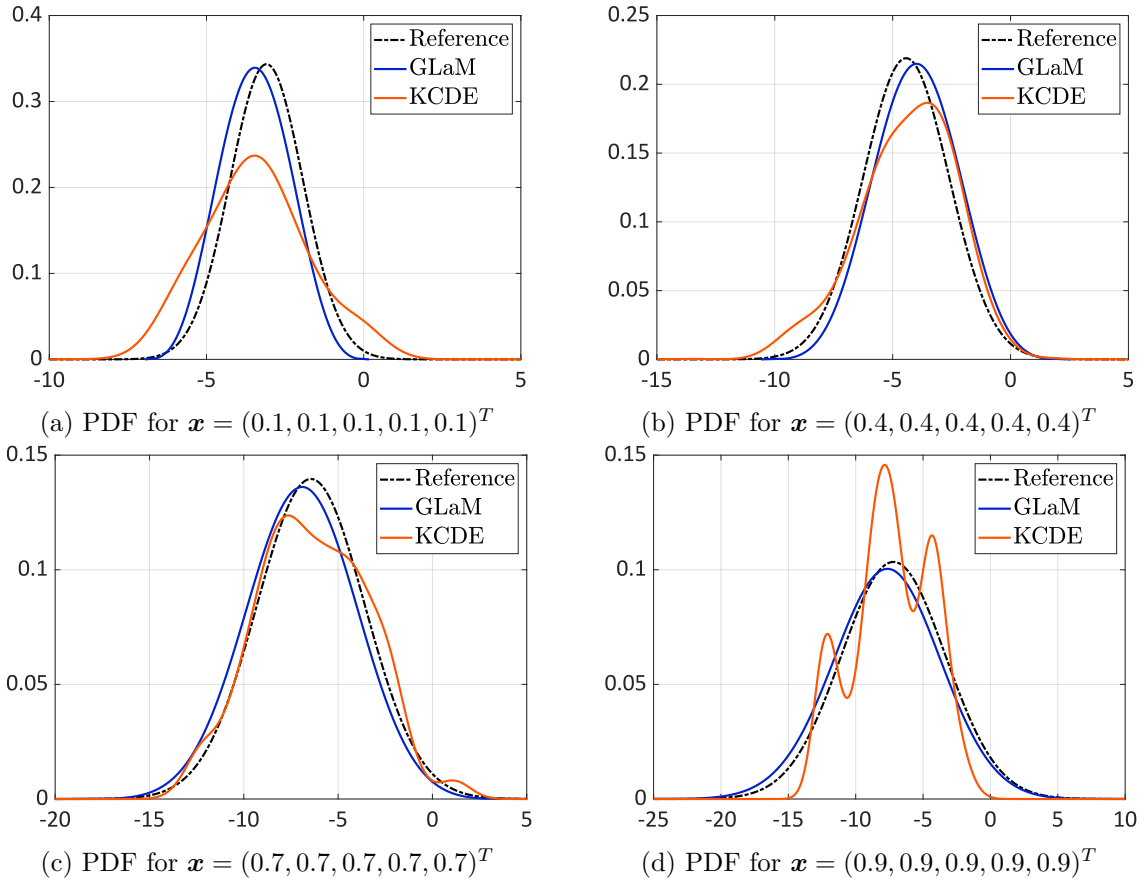 0.4
0.3
0.2
0.1
0
-10 -5 0 5
Reference
GLaM
KCDE
(a) PDF for x = (0.1, 0.1, 0.1, 0.1, 0.1)^T
0.25
0.2
0.15
0.1
0.05
0
-15 -10 -5 0 5
Reference
GLaM
KCDE
(b) PDF for x = (0.4, 0.4, 0.4, 0.4, 0.4)^T
0.15
0.1
0.05
0
-20 -15 -10 -5 0 5
Reference
GLaM
KCDE
(c) PDF for x = (0.7, 0.7, 0.7, 0.7, 0.7)^T
0.15
0.1
0.05
0
-25 -20 -15 -10 -5 0 5 10
Reference
GLaM
KCDE
(d) PDF for x = (0.9, 0.9, 0.9, 0.9, 0.9)^T